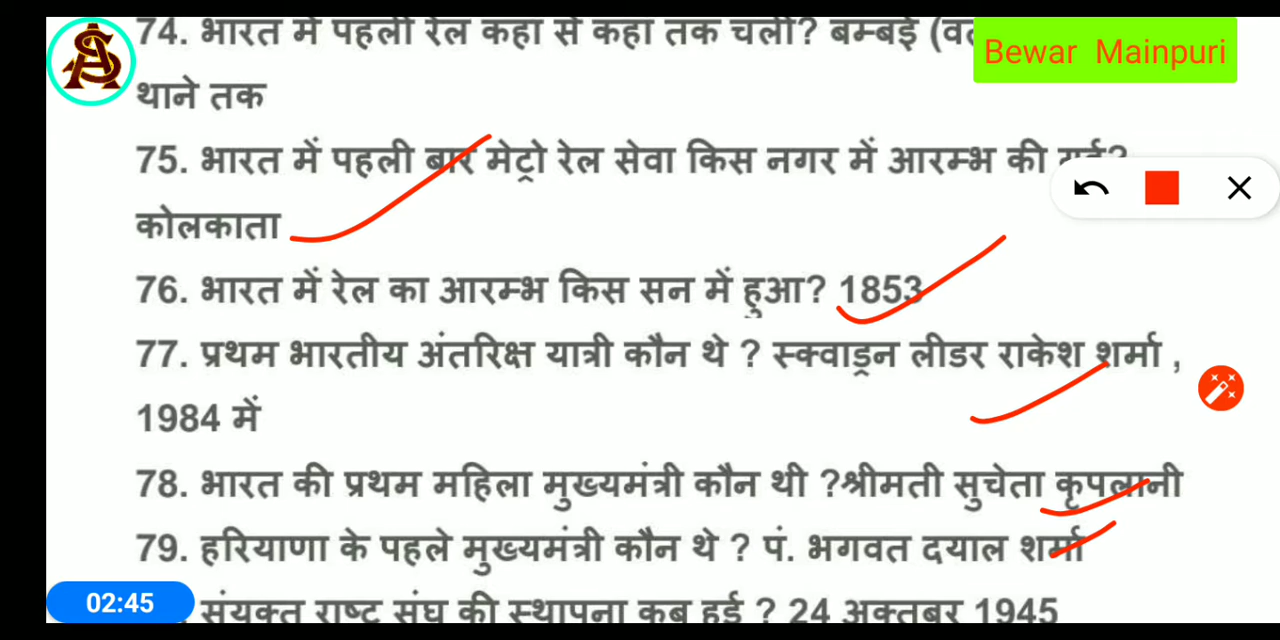 74. भारत में पहली रेल कहा से कहा तक चली? बम्बई
Bewar Mainpuri
थाने तक
75. भारत में पहली बार मेट्रो रेल सेवा किस नगर में आरम्भ की गई?
कोलकाता
76. भारत में रेल का आरम्भ किस सन में हुआ? 1853
77. प्रथम भारतीय अंतरिक्ष यात्री कौन थे ? स्क्वाड्रन लीडर राकेश शर्मा ,
1984 में
78. भारत की प्रथम महिला मुख्यमंत्री कौन थी ?श्रीमती सुचेता कृपलानी
79. हरियाणा के पहले मुख्यमंत्री कौन थे ? पं. भगवत दयाल शर्मा
02:45
संयुक्त राष्ट्र संघ की स्थापना कब हुई ? 24 अक्तूबर 1945